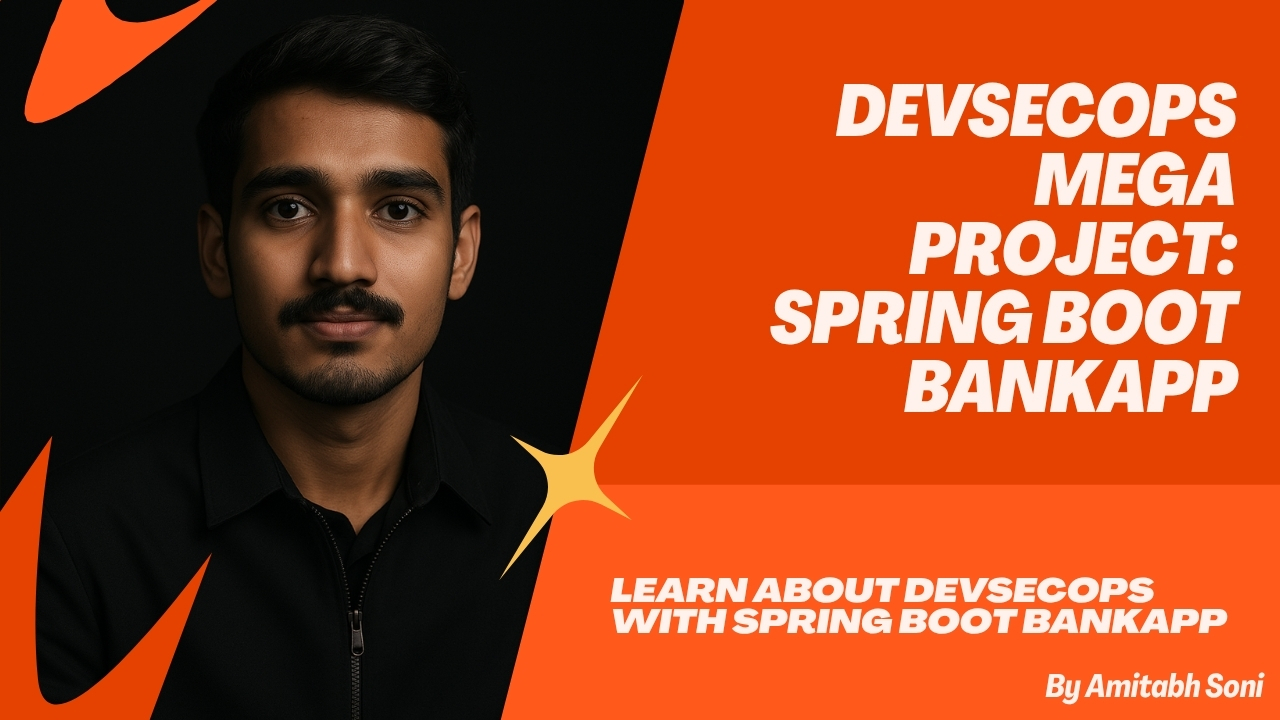 DEVSECOPS
MEGA
PROJECT:
SPRING BOOT
BANKAPP
LEARN ABOUT DEVSECOPS
WITH SPRING BOOT BANKAPP
By Amitabh Soni